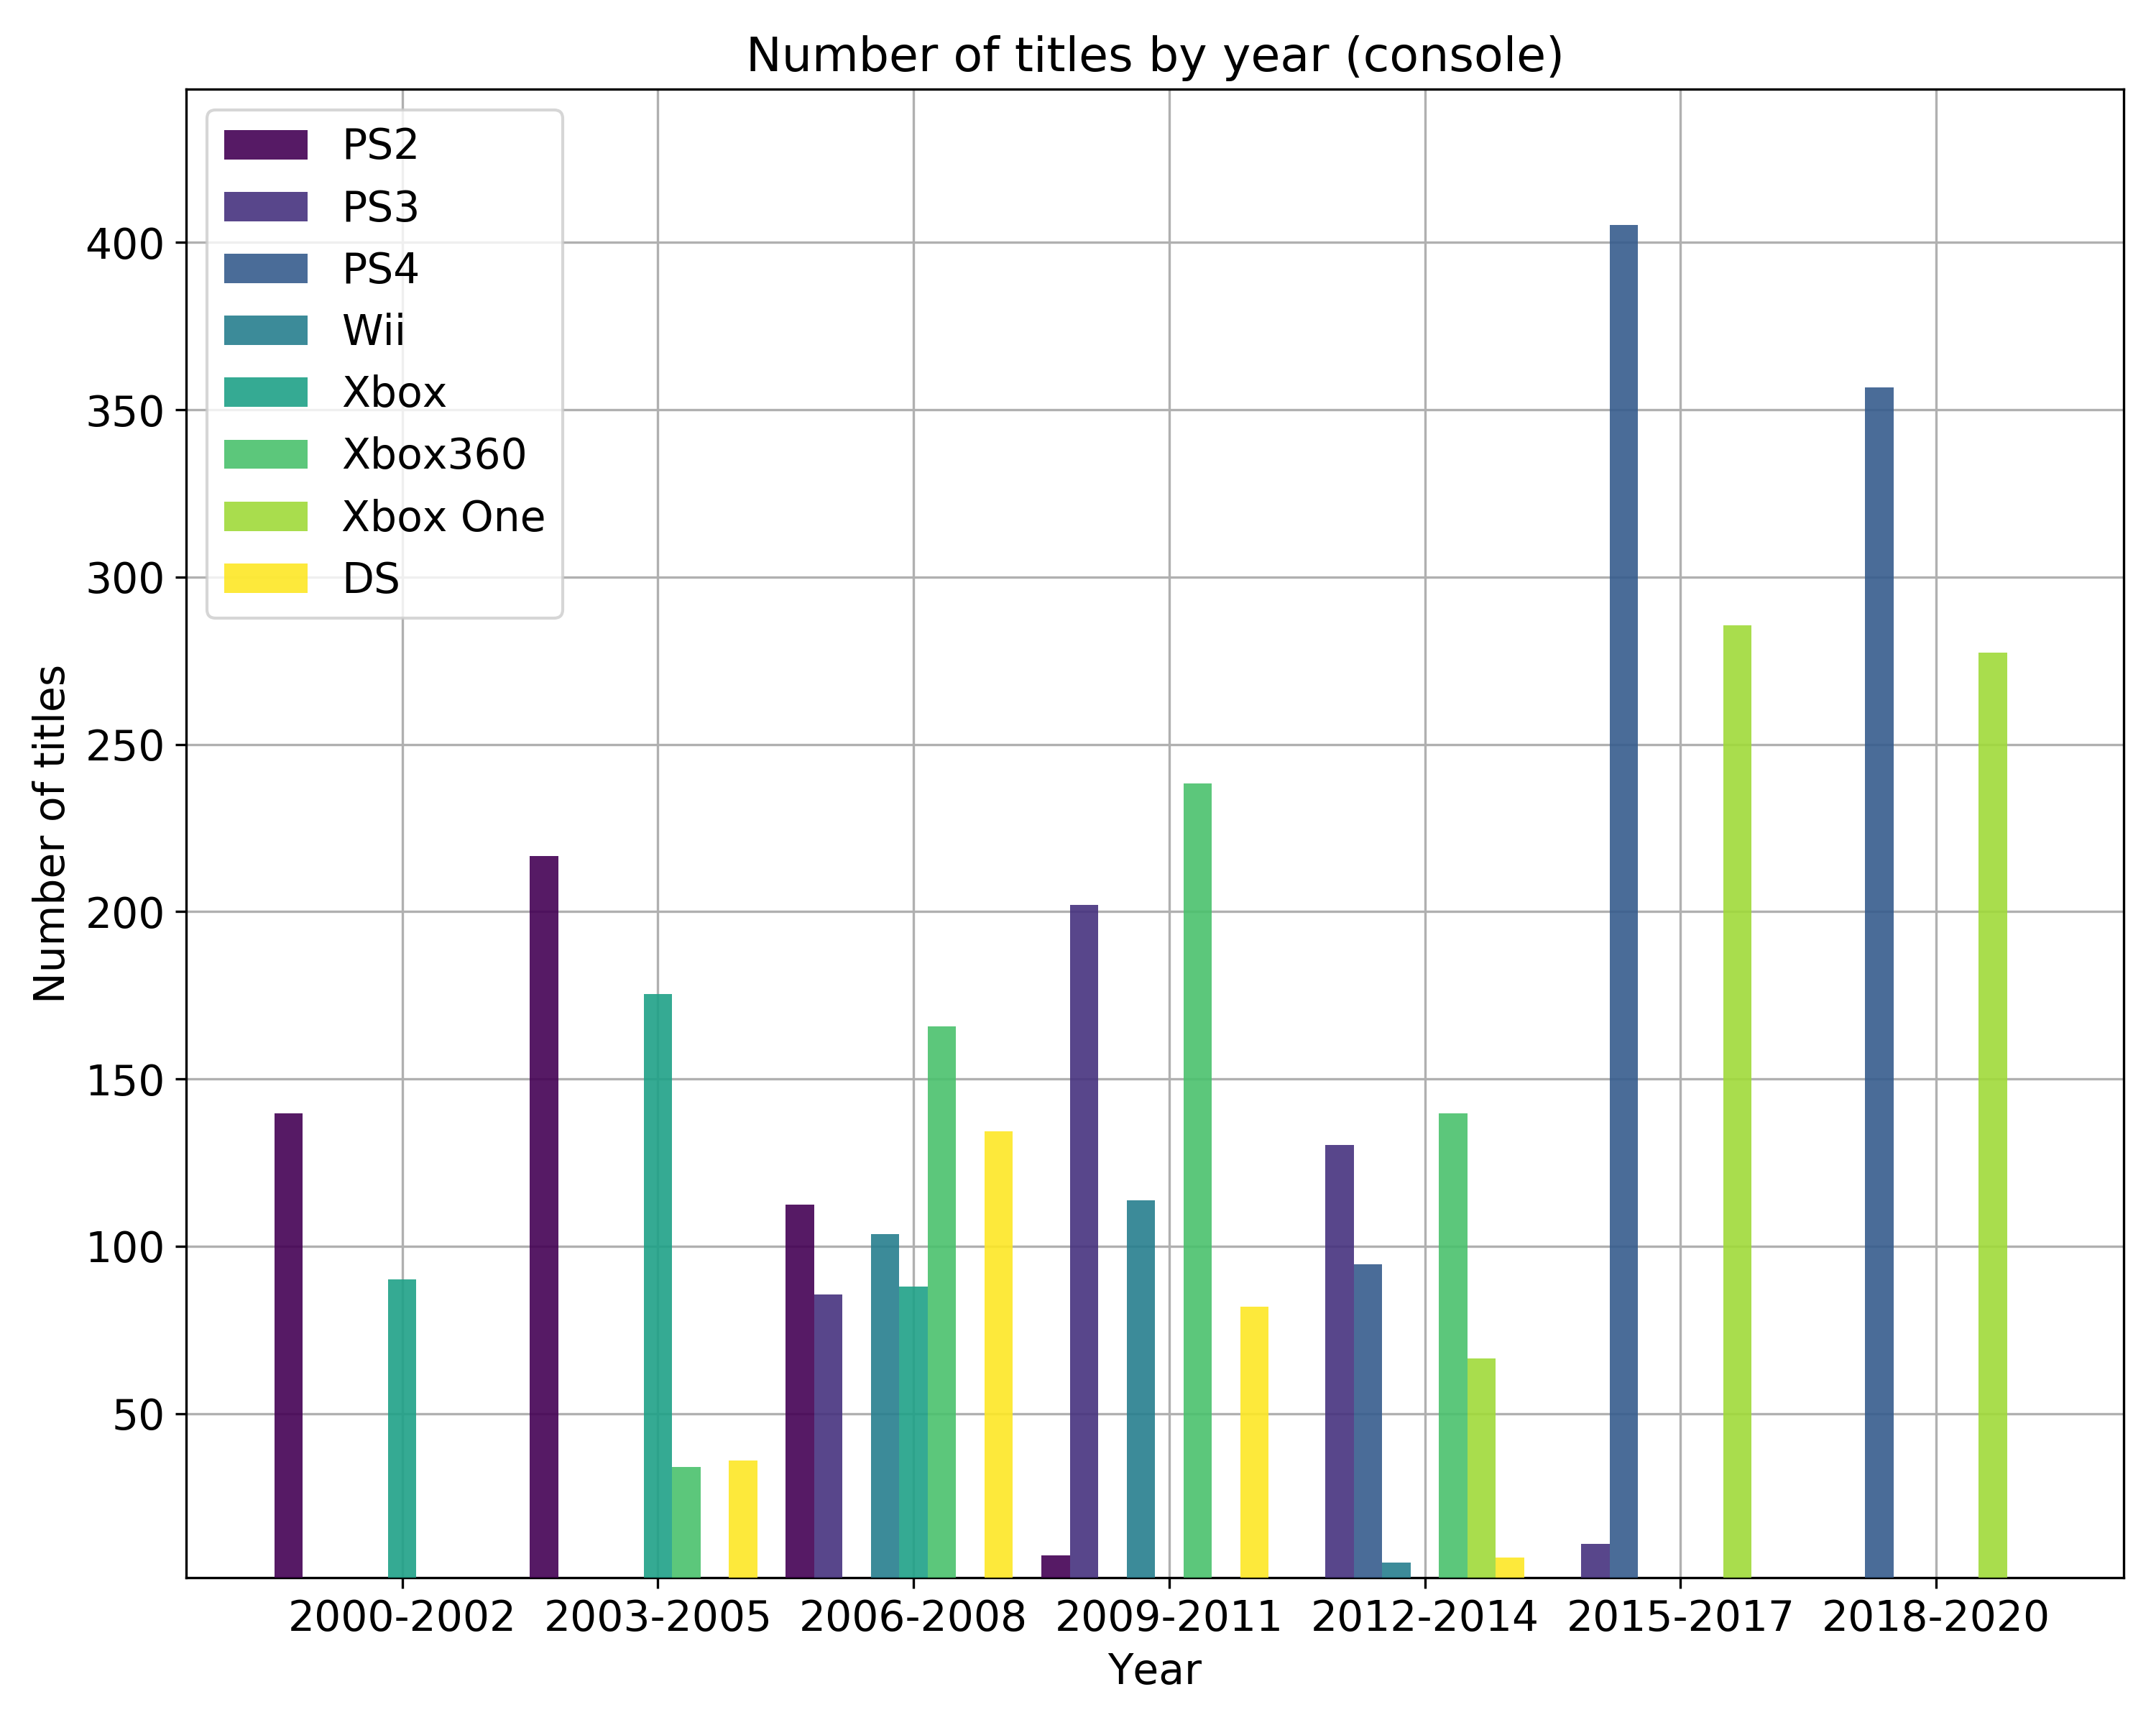 Number of titles by year (console)
PS2
PS3
PS4
Wii
Xbox
Xbox360
Xbox One
DS
Number of titles
400
350
300
250
200
150
100
50
2000-2002 2003-2005 2006-2008 2009-2011 2012-2014 2015-2017 2018-2020
Year